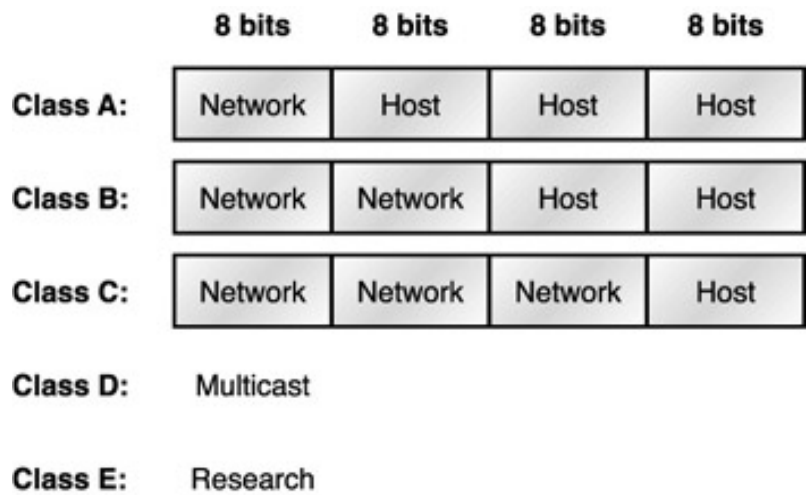 8 bits 8 bits 8 bits 8 bits
Class A: Network Host Host Host
Class B: Network Network Host Host
Class C: Network Network Network Host
Class D: Multicast
Class E: Research